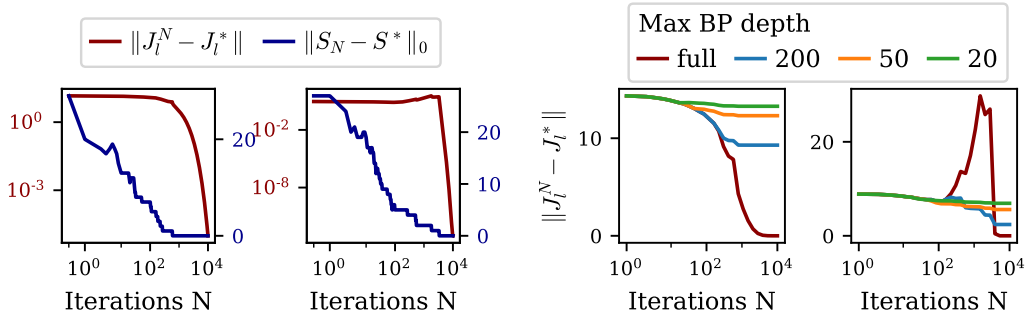 ‖J_l^N − J_l^*‖ ‖S_N − S^*‖_0
10^0
10^-3
20
0
10^0 10^2 10^4
Iterations N
10^-2
10^-8
20
10
0
10^0 10^2 10^4
Iterations N
Max BP depth
full 200 50 20
‖J_l^N − J_l^*‖
10
0
10^0 10^2 10^4
Iterations N
20
0
10^0 10^2 10^4
Iterations N